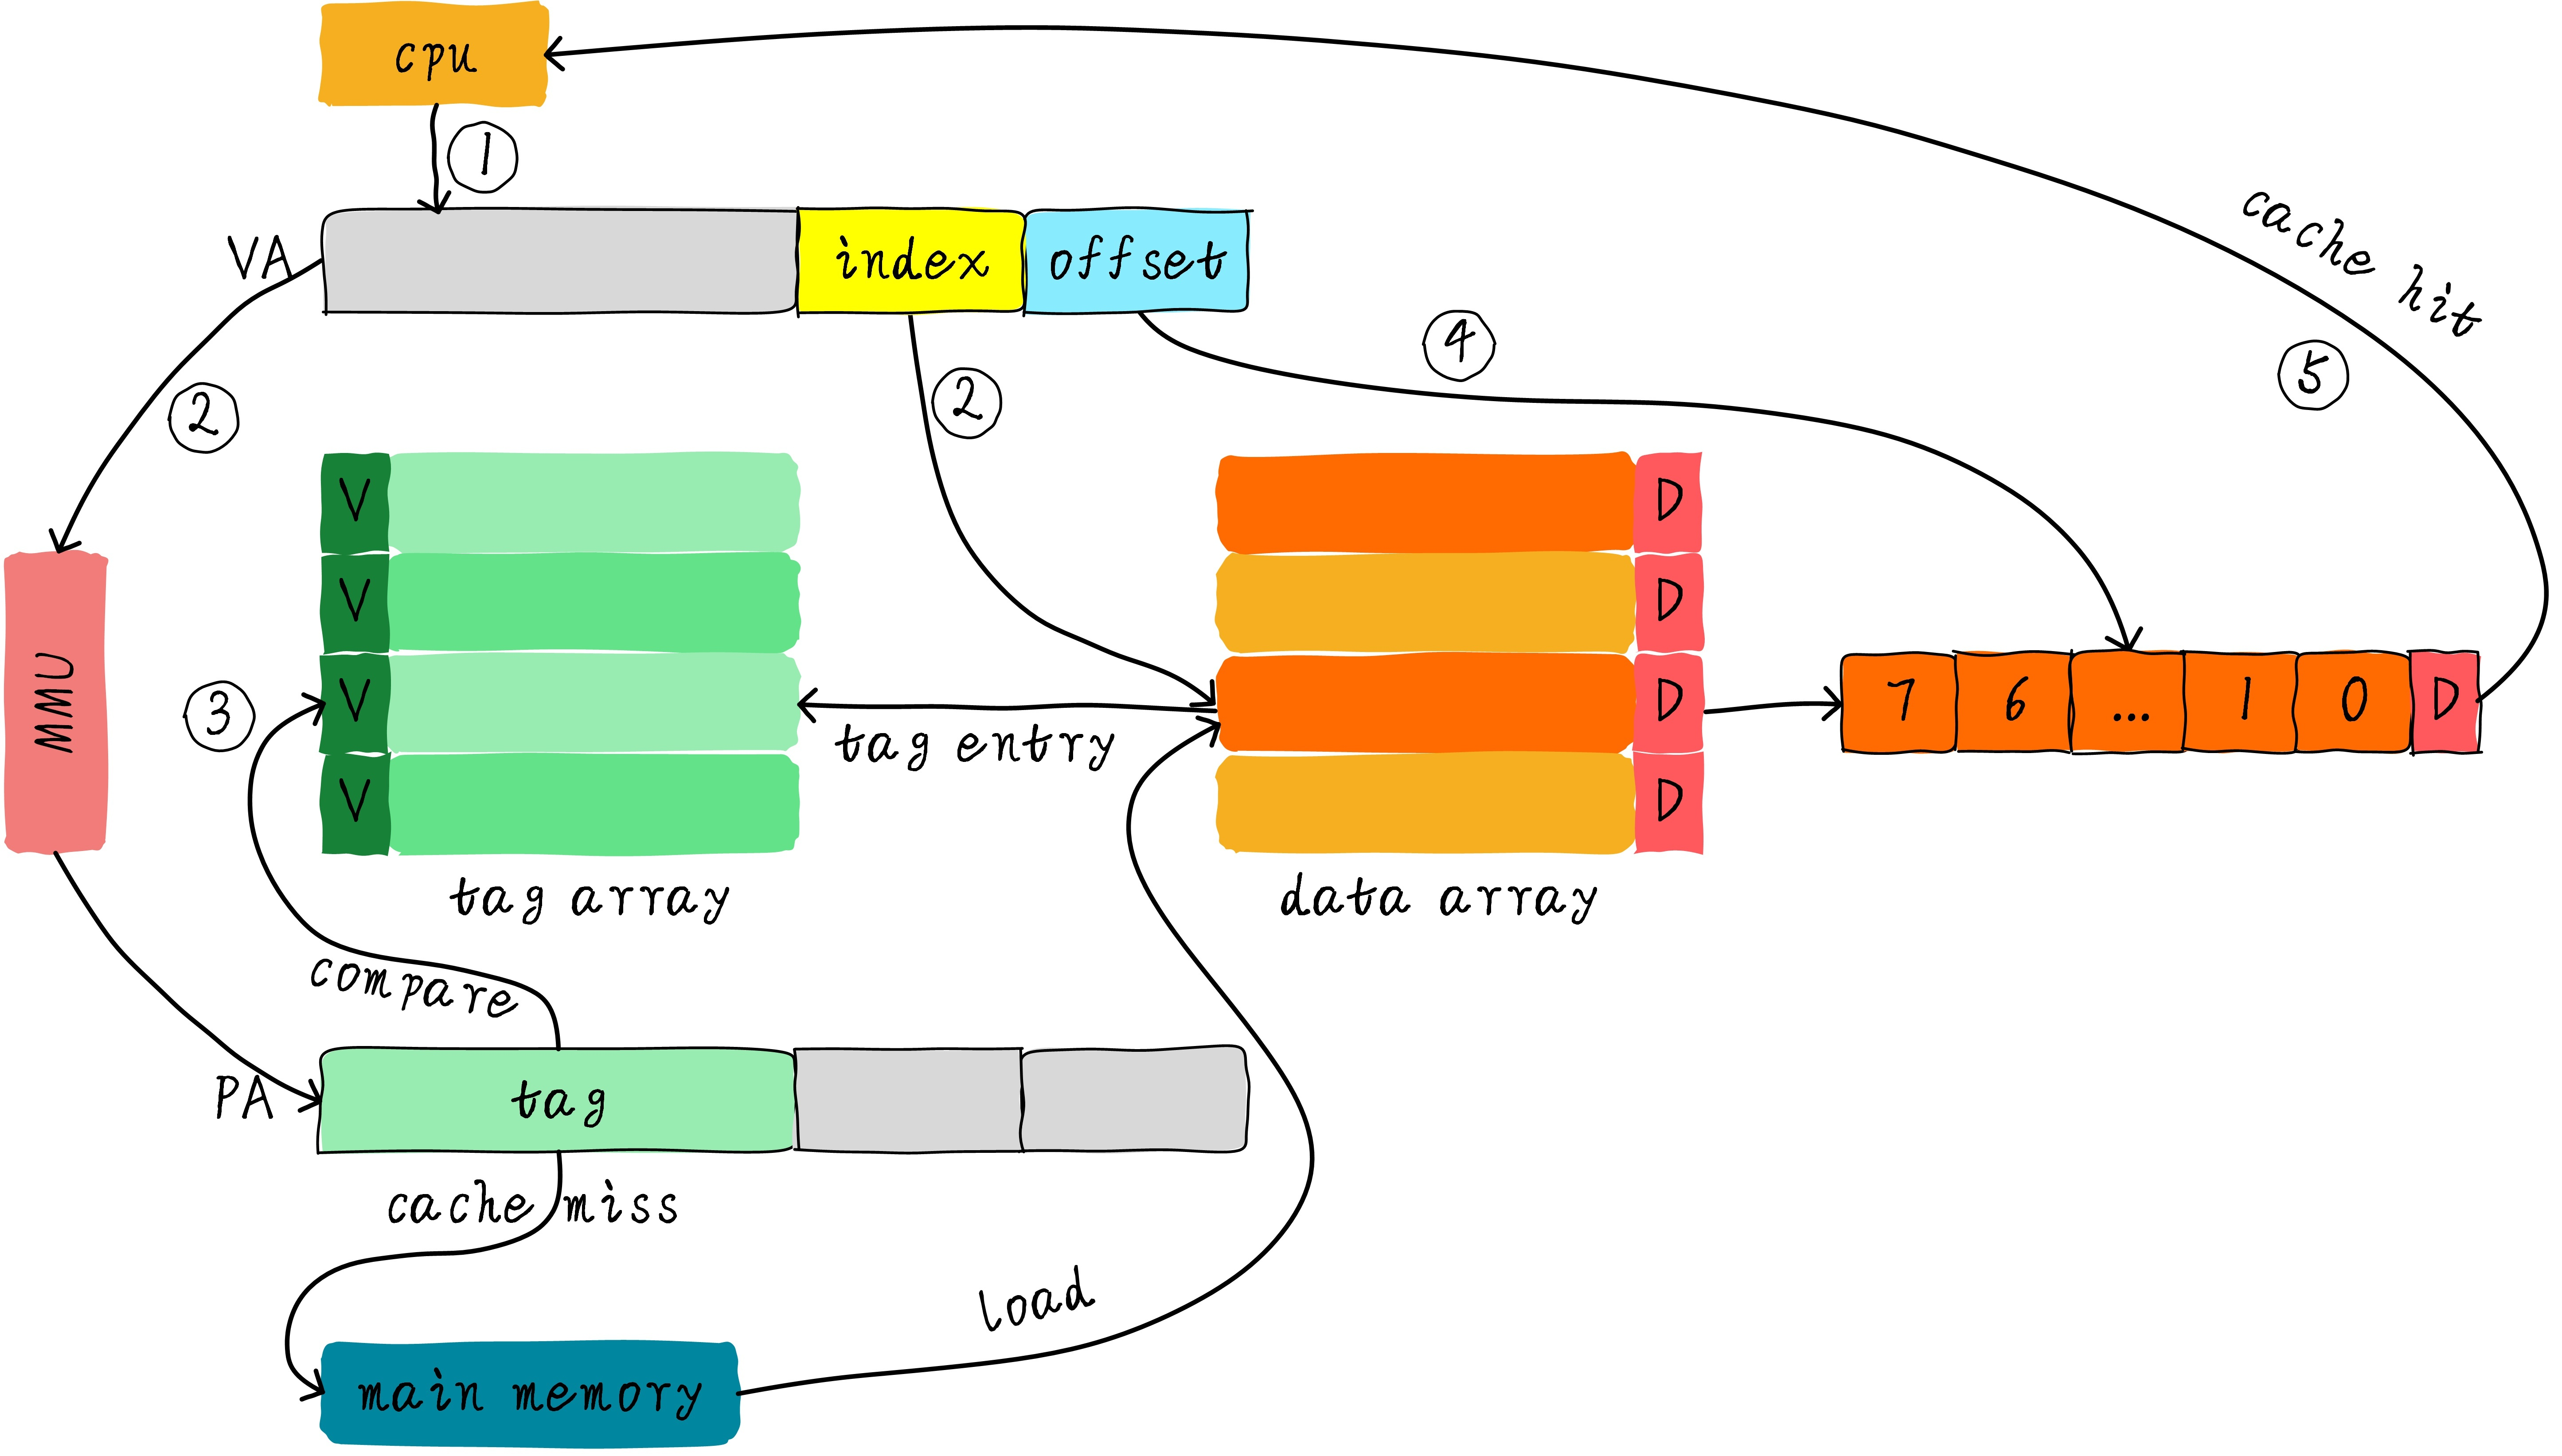 cpu
1
VA
index
offset
cache hit
4
5
2
2
V
D
V
D
MMU
3
V
tag entry
D
7 6 ... 1 0 D
V
D
tag array
data array
compare
PA
tag
cache miss
load
main memory